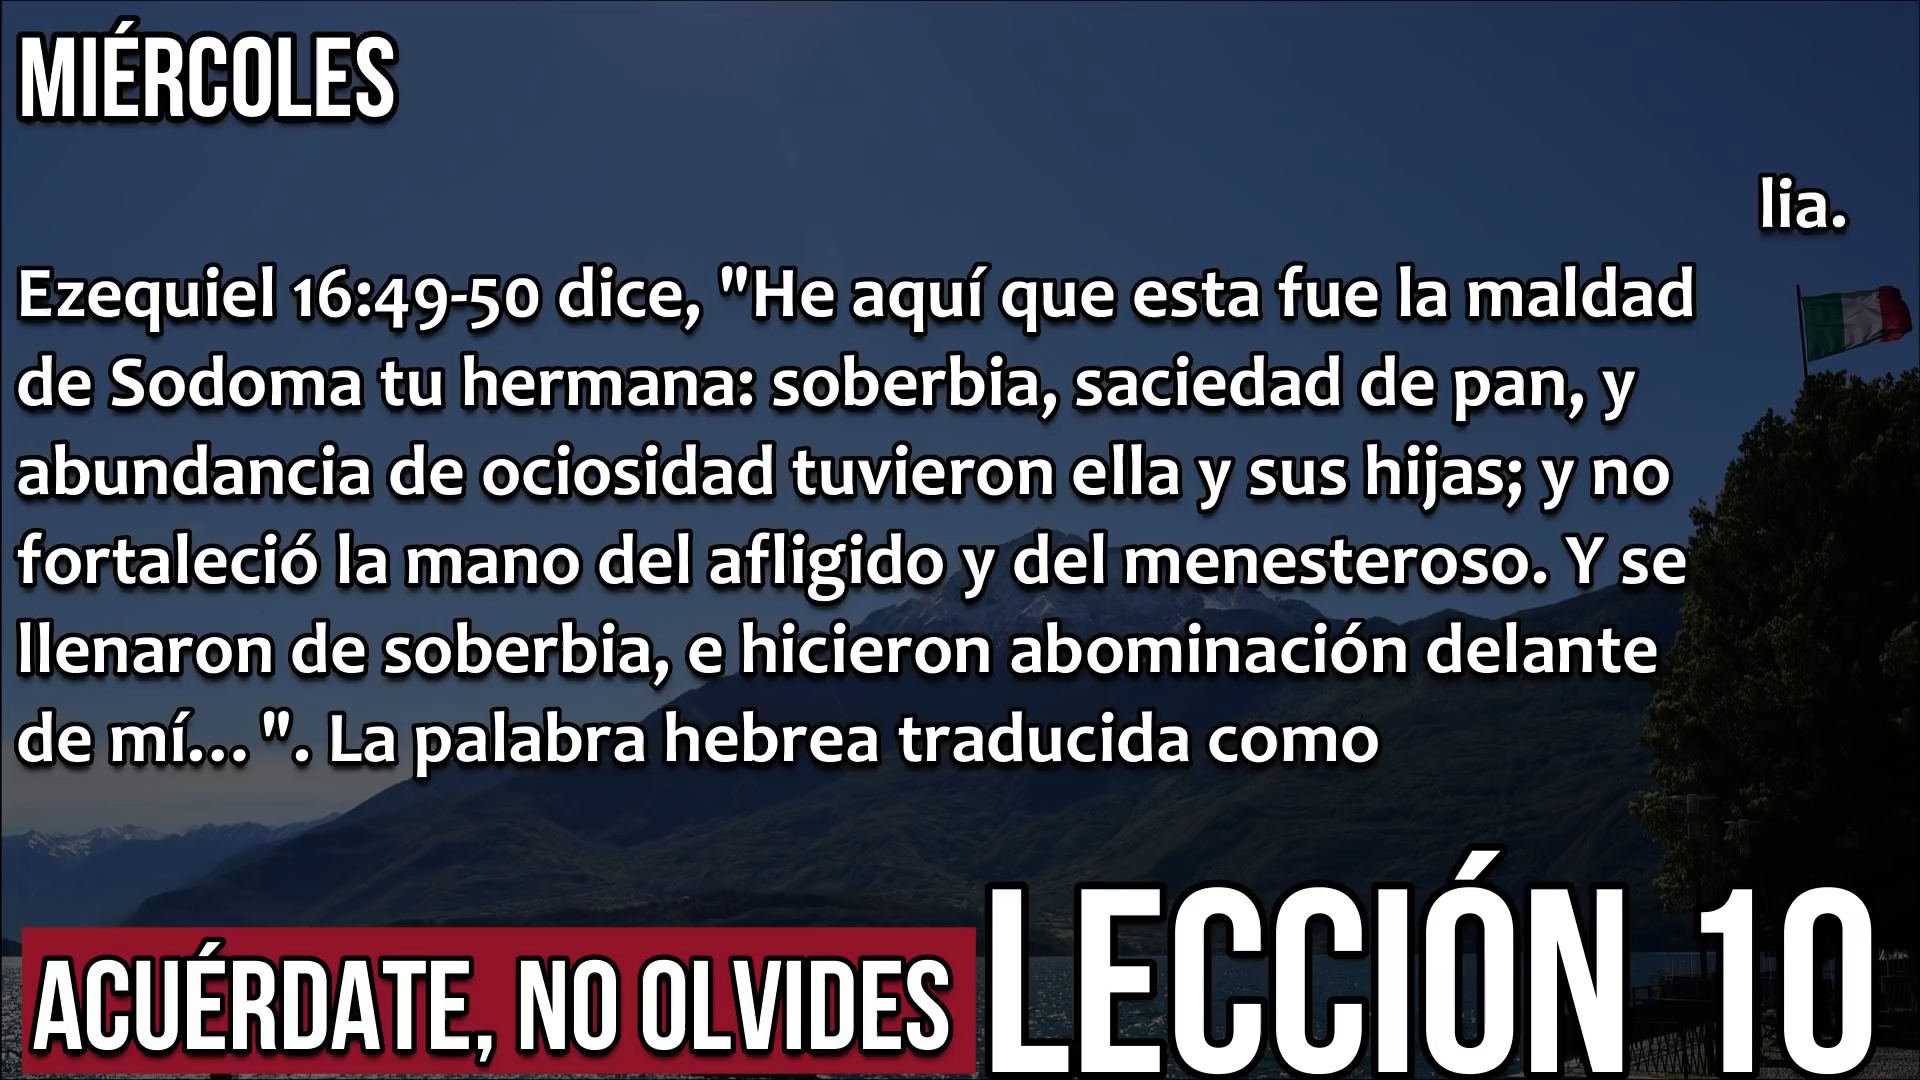 MIÉRCOLES
lia.
Ezequiel 16:49-50 dice, "He aquí que esta fue la maldad
de Sodoma tu hermana: soberbia, saciedad de pan, y
abundancia de ociosidad tuvieron ella y sus hijas; y no
fortaleció la mano del afligido y del menesteroso. Y se
llenaron de soberbia, e hicieron abominación delante
de mí... ". La palabra hebrea traducida como
ACUÉRDATE, NO OLVIDES
LECCIÓN 10